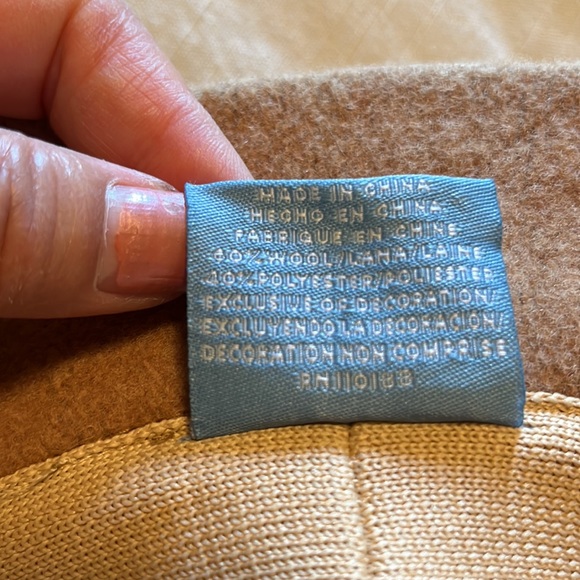 MADE IN CHINA
HECHO EN CHINA
FABRIQUE EN CHINE
60%WOOL/LANA/LAINE
40%POLYESTER/POLIESTER
EXCLUSIVE OF DECORATION/
EXCLUYENDO LA DECORACION/
DECORATION NON COMPRISE